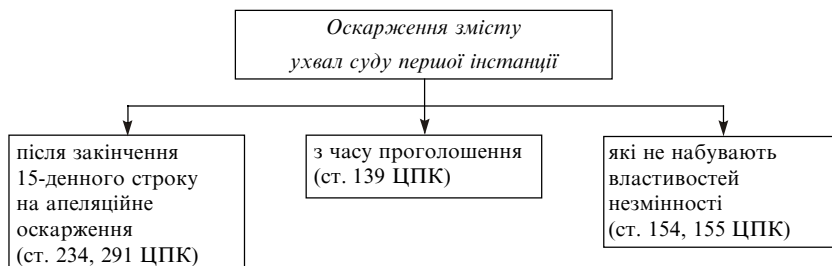 Оскарження змісту
ухвал суду першої інстанції
після закінчення
15-денного строку
на апеляційне
оскарження
(ст. 234, 291 ЦПК)
з часу проголошення
(ст. 139 ЦПК)
які не набувають
властивостей
незмінності
(ст. 154, 155 ЦПК)